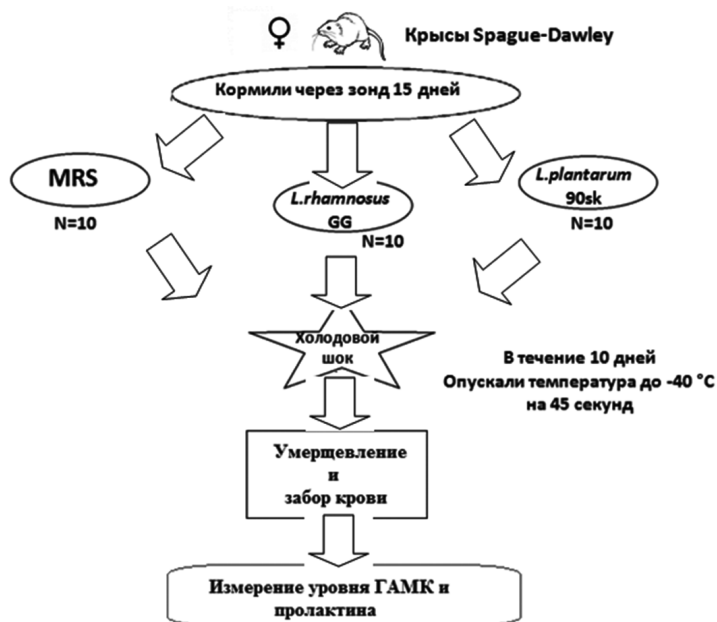 ♀ Крысы Spague-Dawley
Кормили через зонд 15 дней
MRS
N=10
L.rhamnosus
GG
N=10
L.plantarum
90sk
N=10
Холодовой
шок
В течение 10 дней
Опускали температура до -40 °C
на 45 секунд
Умерщевление
и
забор крови
Измерение уровня ГАМК и
пролактина